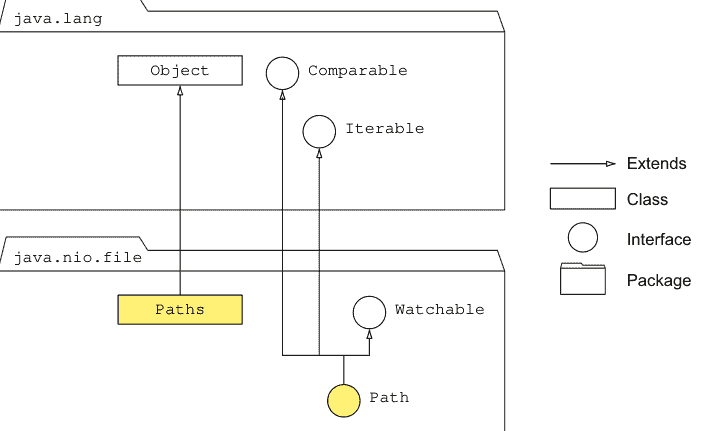 java.lang
Object
Comparable
Iterable
Extends
Class
Interface
Package
java.nio.file
Paths
Watchable
Path